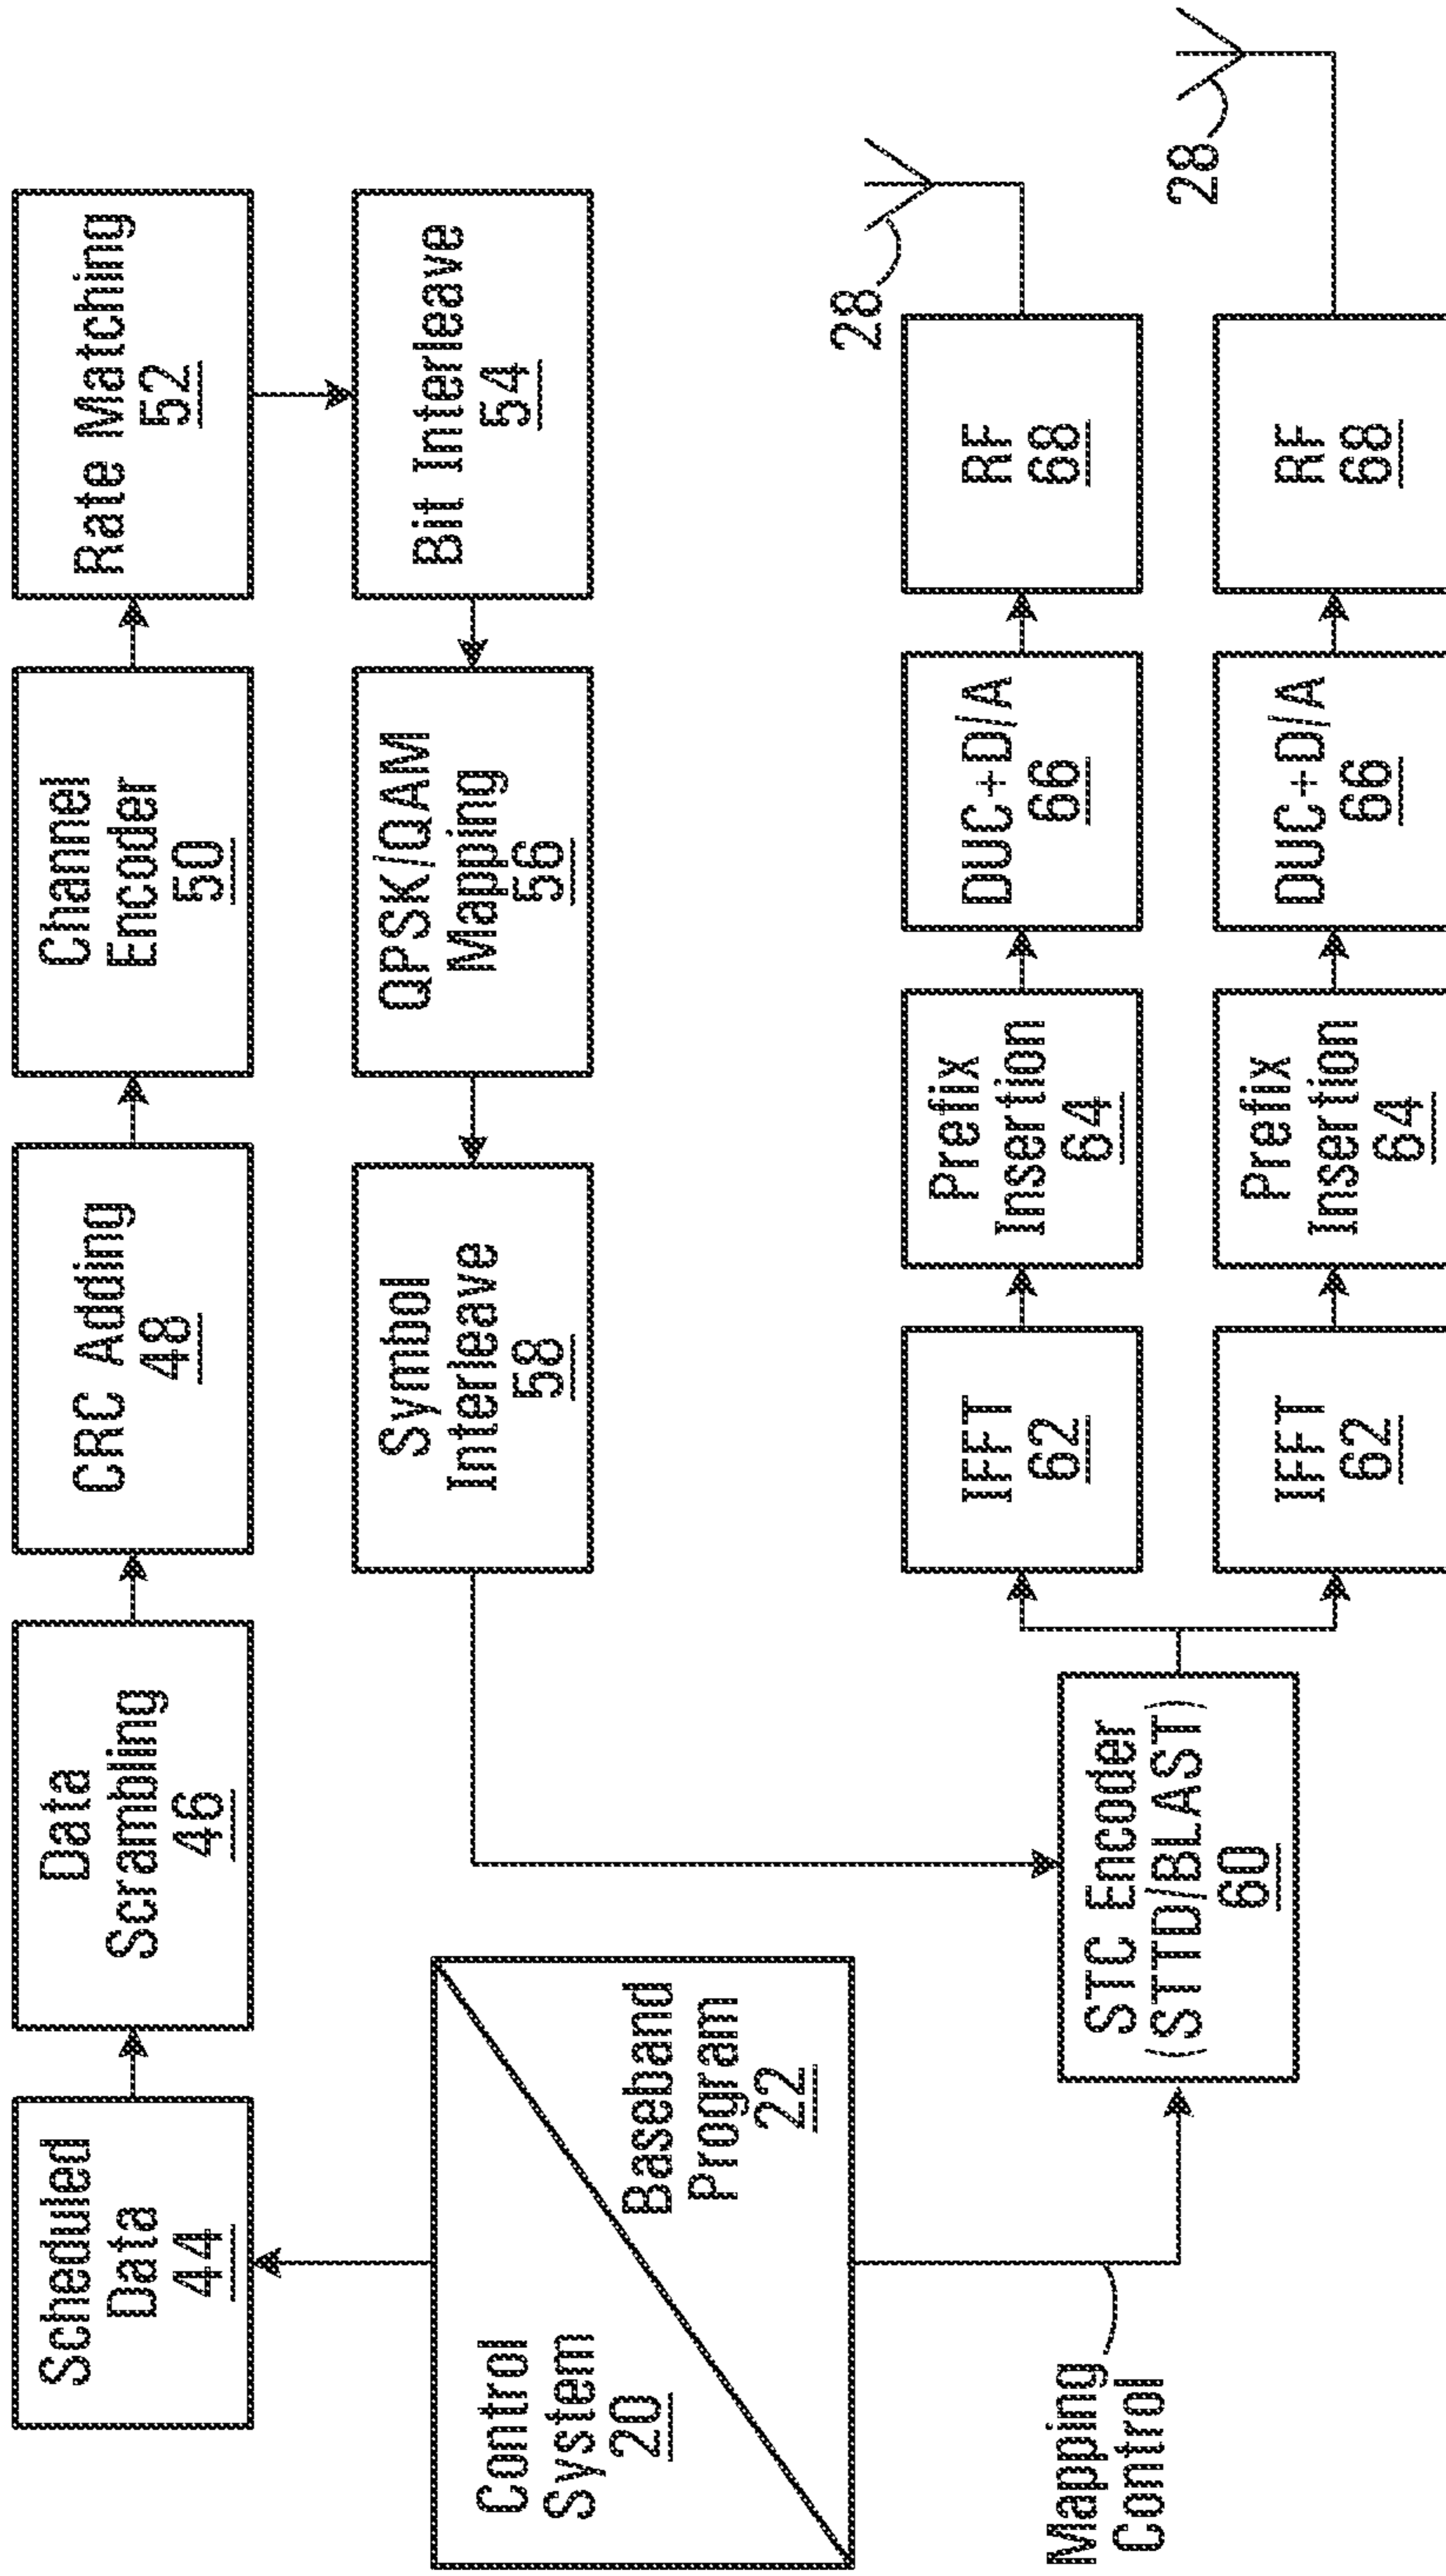 Scheduled
Data
44
Data
Scrambling
46
CRC Adding
48
Channel
Encoder
50
Rate Matching
52
Bit Interleave
54
QPSK/QAM
Mapping
56
Symbol
Interleave
58
Control
System
20
Baseband
Program
22
Mapping
Control
STC Encoder
(STTD/BLAST)
60
IFFT
62
Prefix
Insertion
64
DUC+D/A
66
RF
68
28
IFFT
62
Prefix
Insertion
64
DUC+D/A
66
RF
68
28